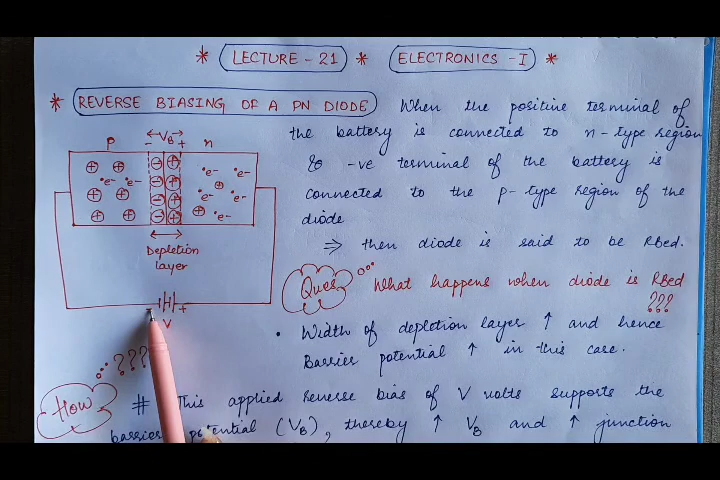 * LECTURE - 21 * ELECTRONICS - I *
* REVERSE BIASING OF A PN DIODE When the positive terminal of
the battery is connected to n-type region
& -ve terminal of the battery is
connected to the p-type region of the
diode
⇒ then diode is said to be RBed.
P - VB + n
+ + - + e-
e- e- - + + e-
+ + - + e- e-
+ + - + + e-
Depletion
layer
V +
Ques What happens when diode is RBed
???
• Width of depletion layer ↑ and hence
Barrier potential ↑ in this case.
How ???
# This applied reverse bias of V volts supports the
barrier potential (VB), thereby ↑ VB and ↑ junction